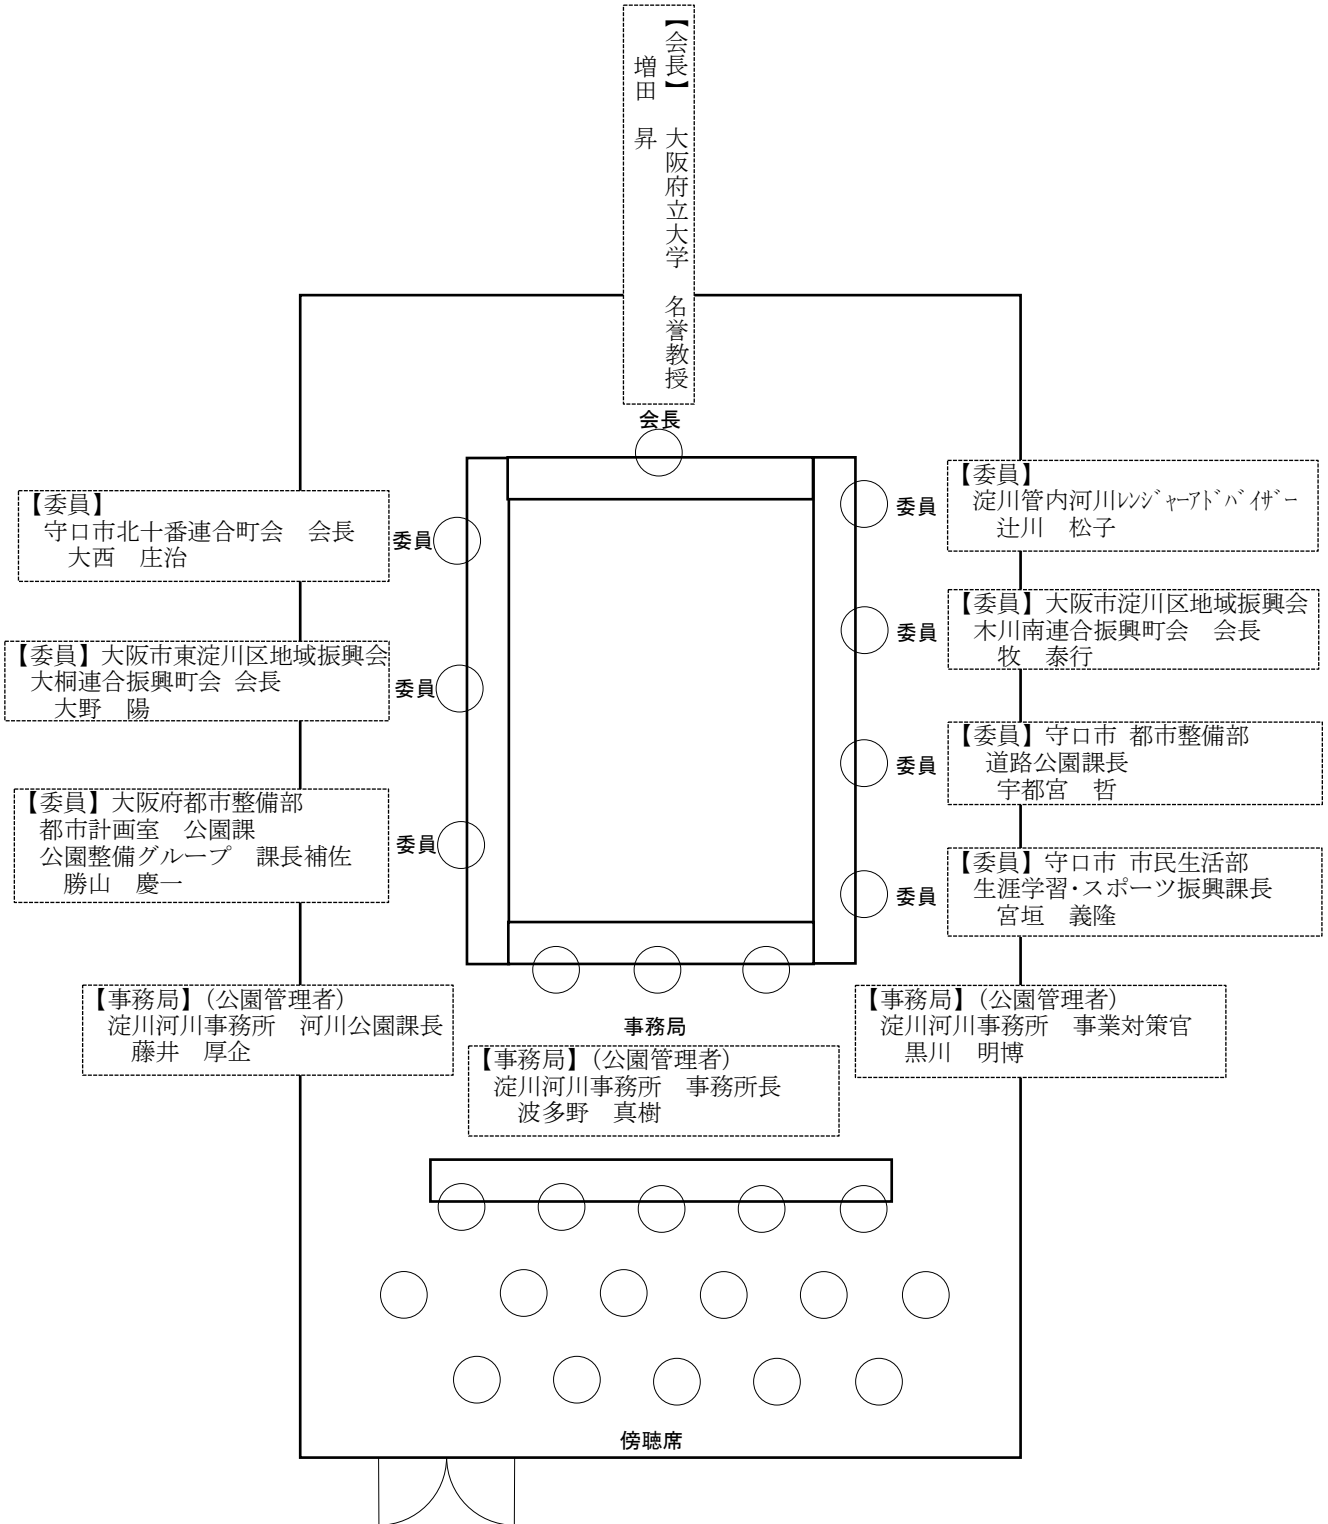 【会長】　大阪府立大学　名誉教授
増田　昇
会長
【委員】
守口市北十番連合町会　会長
大西　庄治
委員
【委員】大阪市東淀川区地域振興会
大桐連合振興町会 会長
大野　陽
委員
【委員】大阪府都市整備部
都市計画室　公園課
公園整備グループ　課長補佐
勝山　慶一
委員
委員
【委員】
淀川管内河川ﾚﾝｼﾞｬｰｱﾄﾞﾊﾞｲｻﾞｰ
辻川　松子
委員
【委員】大阪市淀川区地域振興会
木川南連合振興町会　会長
牧　泰行
委員
【委員】守口市 都市整備部
道路公園課長
宇都宮　哲
委員
【委員】守口市 市民生活部
生涯学習・スポーツ振興課長
宮垣　義隆
【事務局】（公園管理者）
淀川河川事務所　河川公園課長
藤井　厚企
事務局
【事務局】（公園管理者）
淀川河川事務所　事務所長
波多野　真樹
【事務局】（公園管理者）
淀川河川事務所　事業対策官
黒川　明博
傍聴席